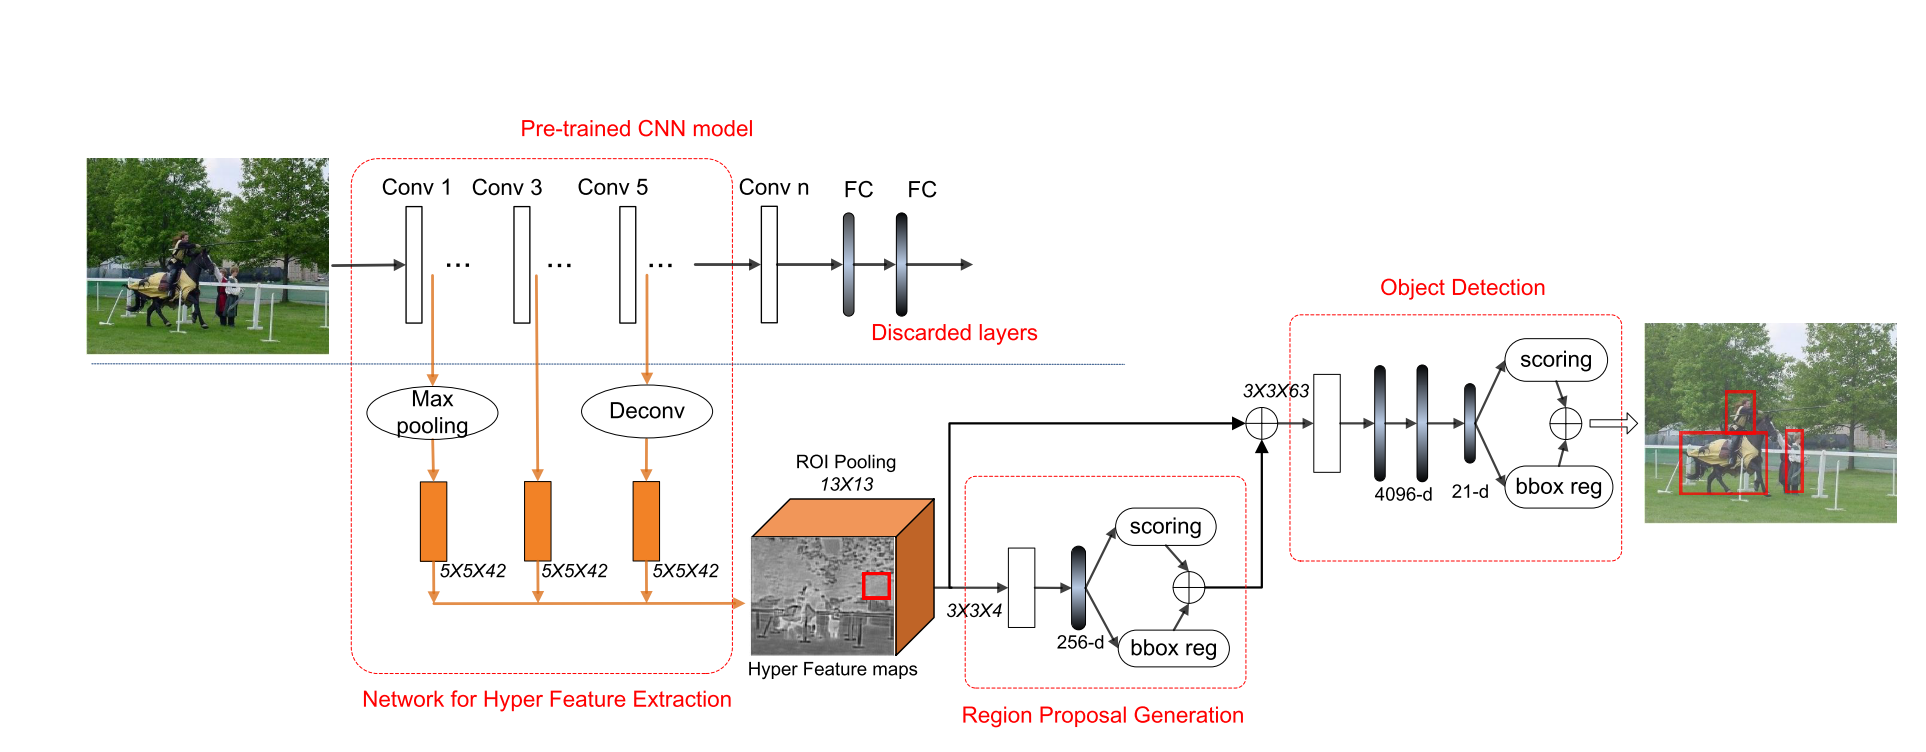 Pre-trained CNN model
Conv 1
Conv 3
Conv 5
Conv n
FC
FC
...
...
...
Discarded layers
Max
pooling
Deconv
5X5X42
5X5X42
5X5X42
Network for Hyper Feature Extraction
ROI Pooling
13X13
Hyper Feature maps
3X3X4
256-d
scoring
bbox reg
Region Proposal Generation
Object Detection
3X3X63
4096-d
21-d
scoring
bbox reg